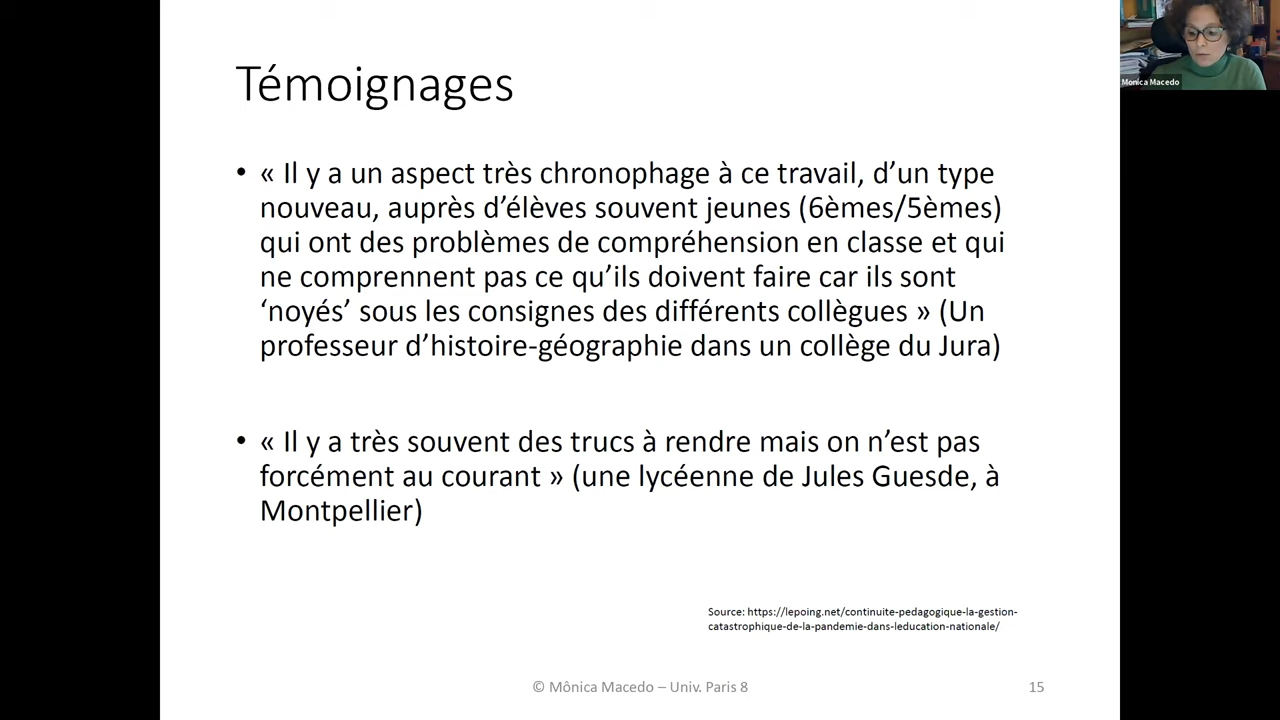 Témoignages
Monica Macedo
• « Il y a un aspect très chronophage à ce travail, d’un type
nouveau, auprès d’élèves souvent jeunes (6èmes/5èmes)
qui ont des problèmes de compréhension en classe et qui
ne comprennent pas ce qu’ils doivent faire car ils sont
‘noyés’ sous les consignes des différents collègues » (Un
professeur d’histoire-géographie dans un collège du Jura)
• « Il y a très souvent des trucs à rendre mais on n’est pas
forcément au courant » (une lycéenne de Jules Guesde, à
Montpellier)
Source: https://lepoing.net/continuite-pedagogique-la-gestion-
catastrophique-de-la-pandemie-dans-leducation-nationale/
© Mônica Macedo – Univ. Paris 8
15